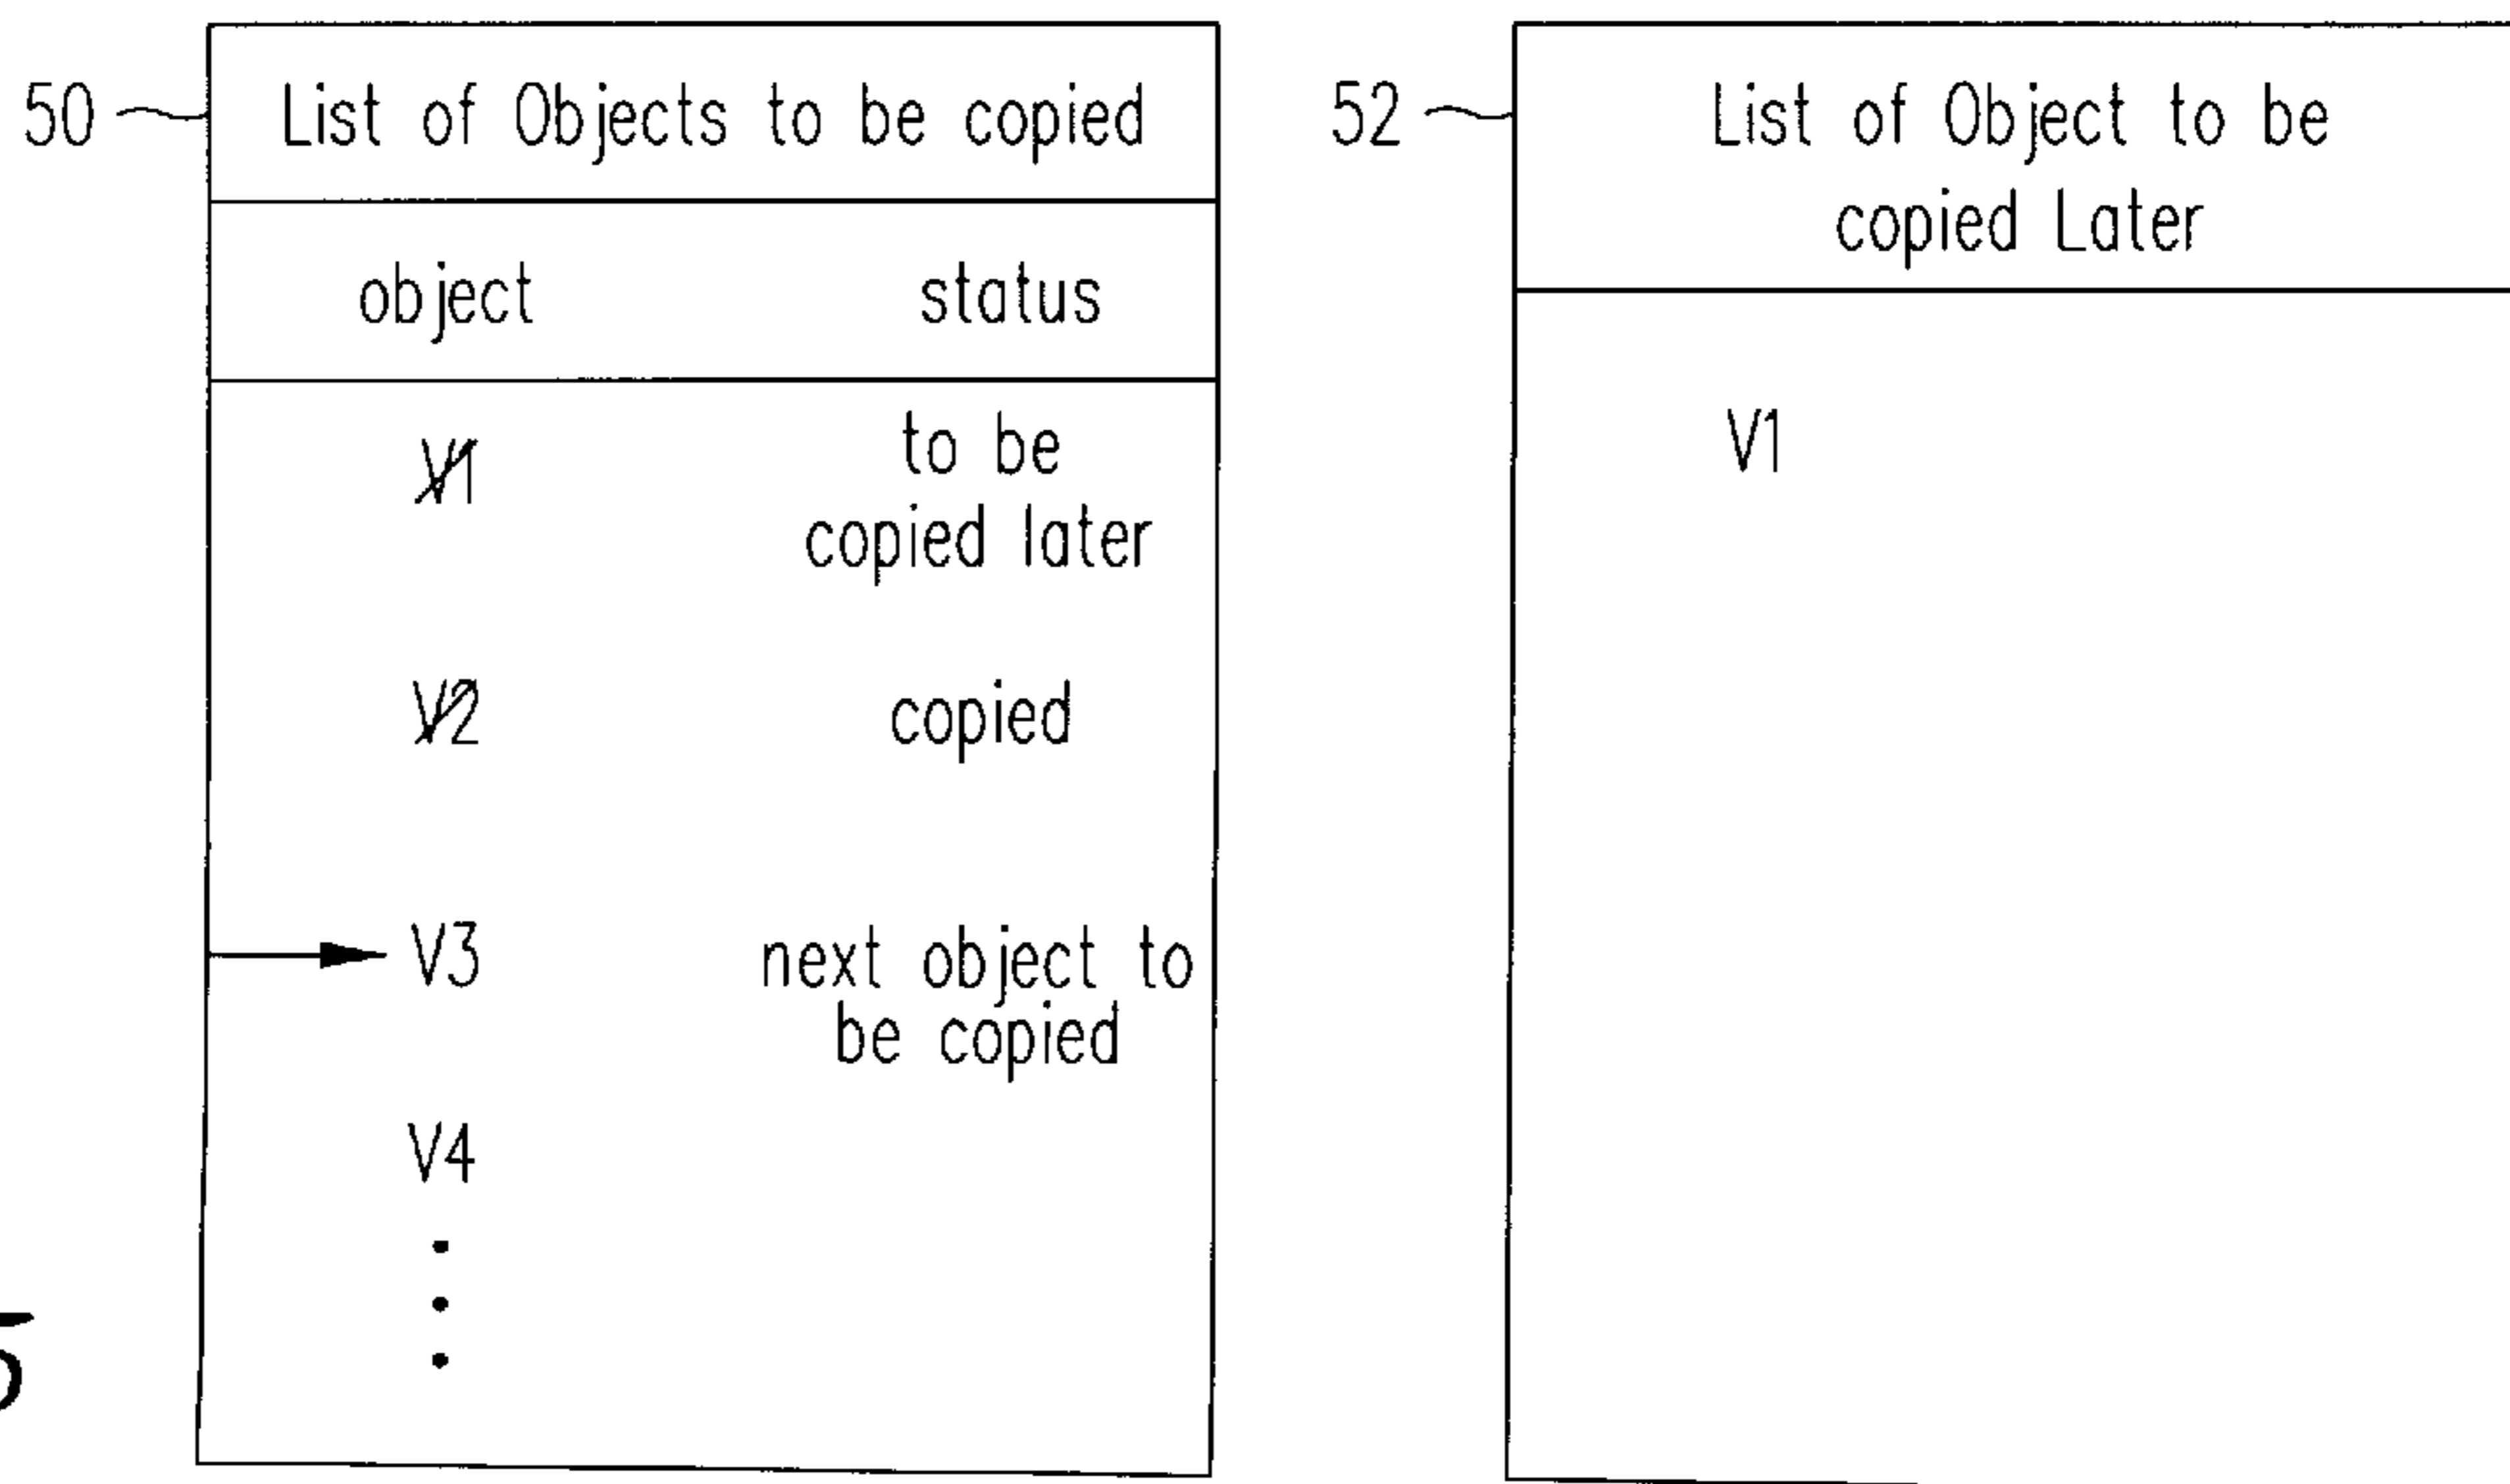 50
List of Objects to be copied
object status
V1 to be
copied later
V2 copied
V3 next object to
be copied
V4
52
List of Object to be
copied Later
V1
5